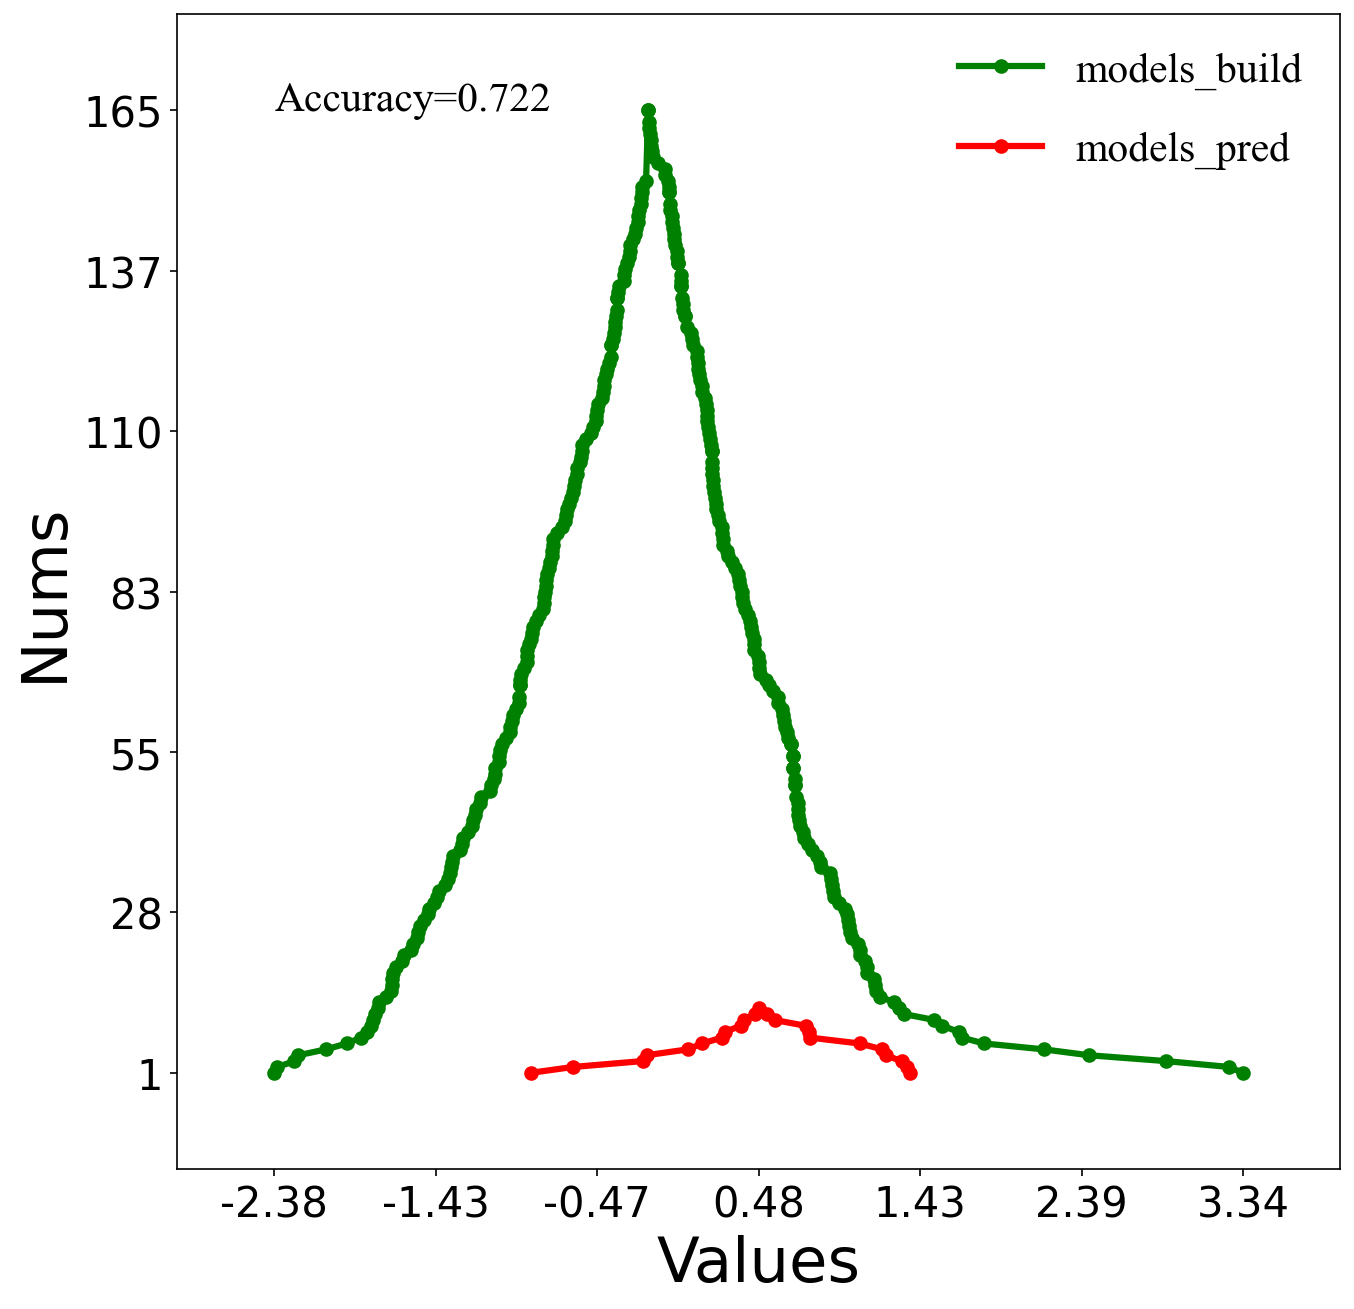 models_build
Accuracy=0.722
models_pred
165
137
110
83
55
28
1
Nums
-2.38
-1.43
-0.47
0.48
1.43
2.39
3.34
Values